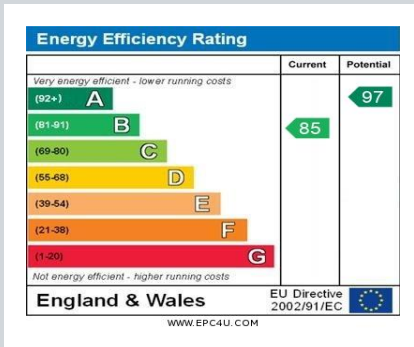 Energy Efficiency Rating
Current Potential
Very energy efficient - lower running costs
(92+) A 97
(81-91) B 85
(69-80) C
(55-68) D
(39-54) E
(21-38) F
(1-20) G
Not energy efficient - higher running costs
England & Wales EU Directive 2002/91/EC
WWW.EPC4U.COM